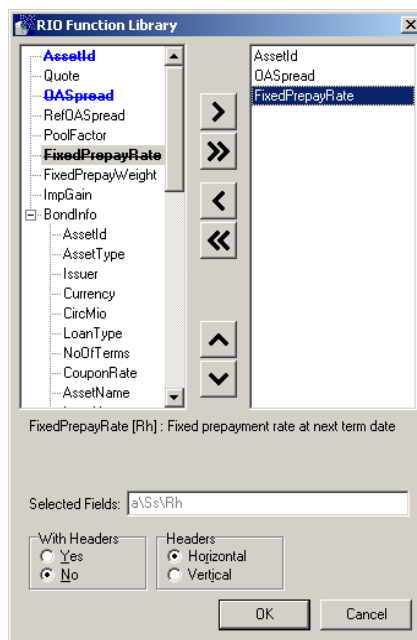 RIO Function Library
AssetId
Quote
OASpread
RefOASpread
PoolFactor
FixedPrepayRate
FixedPrepayWeight
ImpGain
BondInfo
AssetId
AssetType
Issuer
Currency
CircMio
LoanType
NoOfTerms
CouponRate
AssetName
AssetId
OASpread
FixedPrepayRate
FixedPrepayRate [Rh] : Fixed prepayment rate at next term date
Selected Fields: a\Ss\Rh
With Headers
Yes
No
Headers
Horizontal
Vertical
OK
Cancel